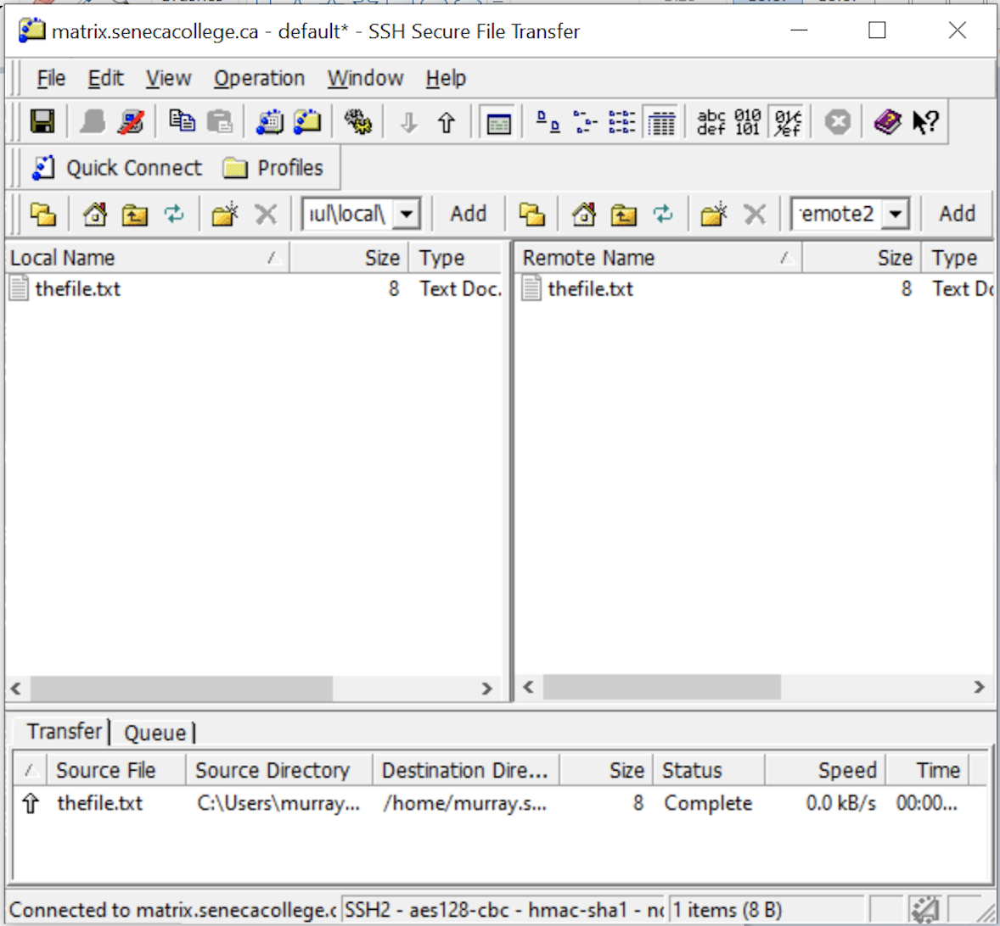 matrix.senecacollege.ca - default* - SSH Secure File Transfer
File Edit View Operation Window Help
abc def 010 101
Quick Connect Profiles
ıul\local\ Add emote2 Add
Local Name Size Type Remote Name Size Type
thefile.txt 8 Text Doc. thefile.txt 8 Text Do
Transfer Queue
Source File Source Directory Destination Dire... Size Status Speed Time
thefile.txt C:\Users\murray... /home/murray.s... 8 Complete 0.0 kB/s 00:00...
Connected to matrix.senecacollege.c SSH2 - aes128-cbc - hmac-sha1 - no 1 items (8 B)